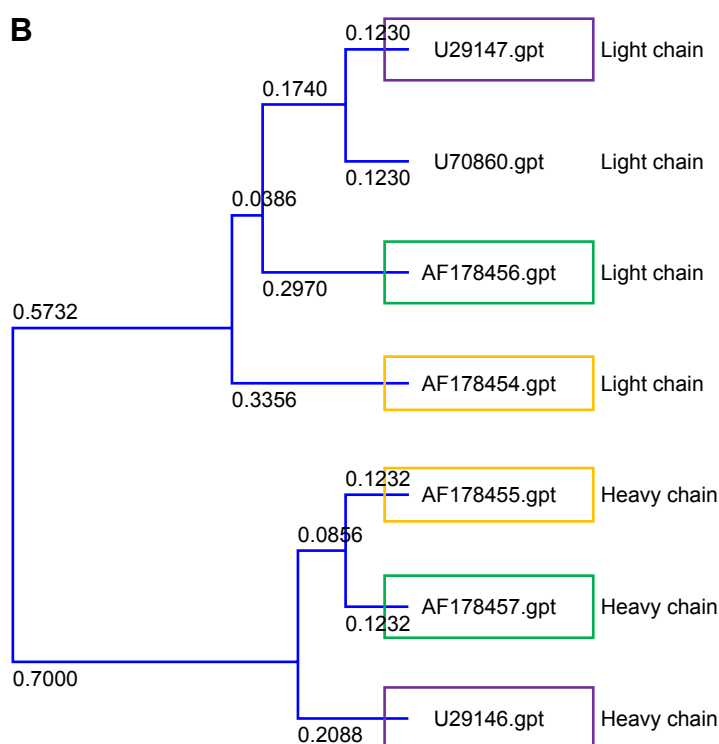 B
0.1230
U29147.gpt Light chain
0.1740
U70860.gpt Light chain
0.1230
0.0386
AF178456.gpt Light chain
0.2970
0.5732
AF178454.gpt Light chain
0.3356
0.1232
AF178455.gpt Heavy chain
0.0856
AF178457.gpt Heavy chain
0.1232
0.7000
U29146.gpt Heavy chain
0.2088